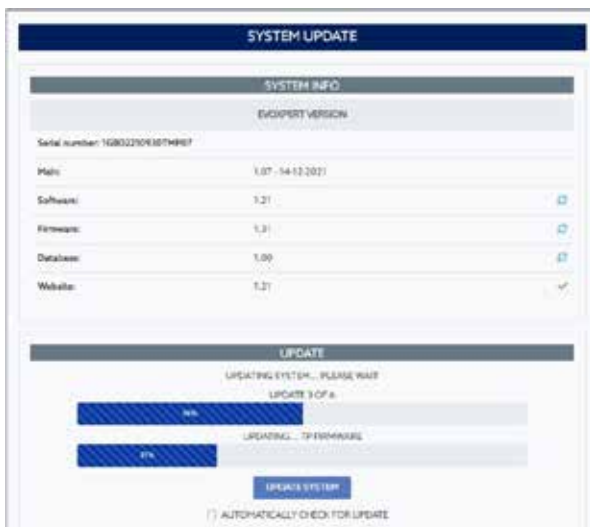 SYSTEM UPDATE
SYSTEM INFO
EVOXPERT VERSION
Serial number:
Main: 1.07 - 14-12-2021
Software: 1.21
Firmware: 1.31
Database: 1.00
Website: 1.21
UPDATE
UPDATING SYSTEM... PLEASE WAIT
UPDATE 3 OF 6
UPDATING... TP FIRMWARE
UPDATE SYSTEM
AUTOMATICALLY CHECK FOR UPDATE